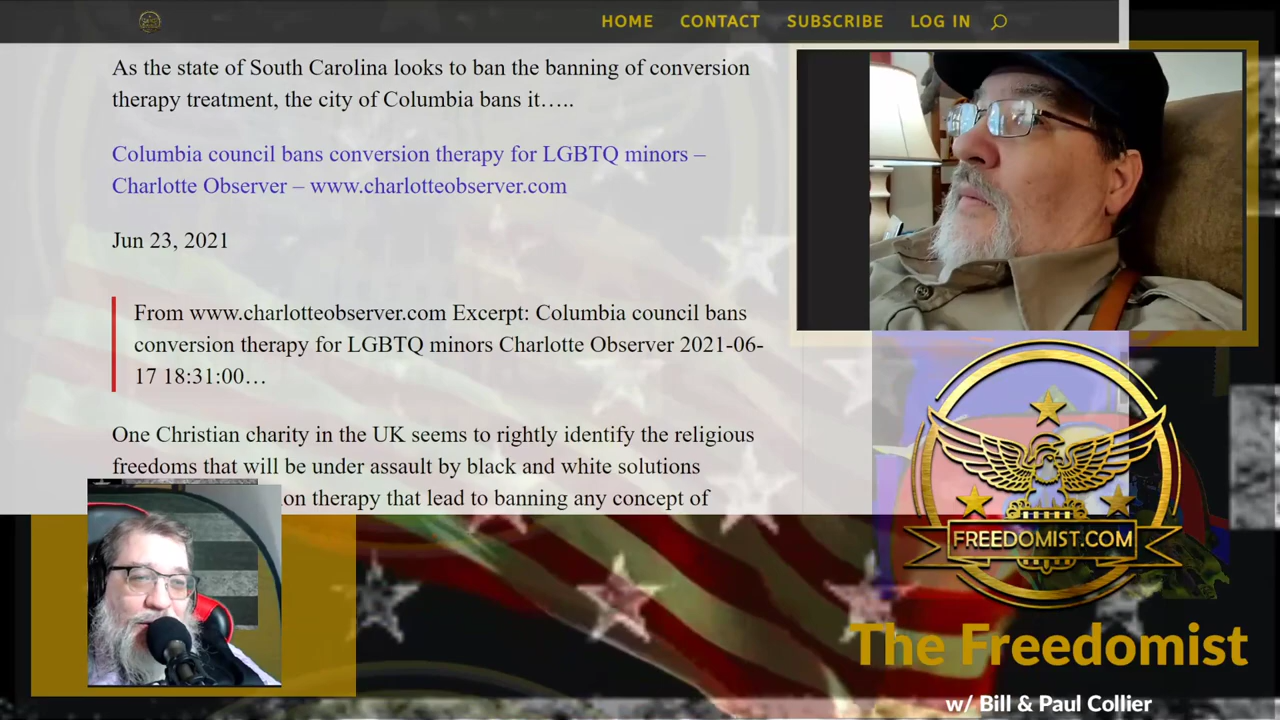 HOME CONTACT SUBSCRIBE LOG IN
As the state of South Carolina looks to ban the banning of conversion
therapy treatment, the city of Columbia bans it…..
Columbia council bans conversion therapy for LGBTQ minors –
Charlotte Observer – www.charlotteobserver.com
Jun 23, 2021
From www.charlotteobserver.com Excerpt: Columbia council bans
conversion therapy for LGBTQ minors Charlotte Observer 2021-06-
17 18:31:00…
One Christian charity in the UK seems to rightly identify the religious
freedoms that will be under assault by black and white solutions
on therapy that lead to banning any concept of
FREEDOMIST.COM
The Freedomist
w/ Bill & Paul Collier